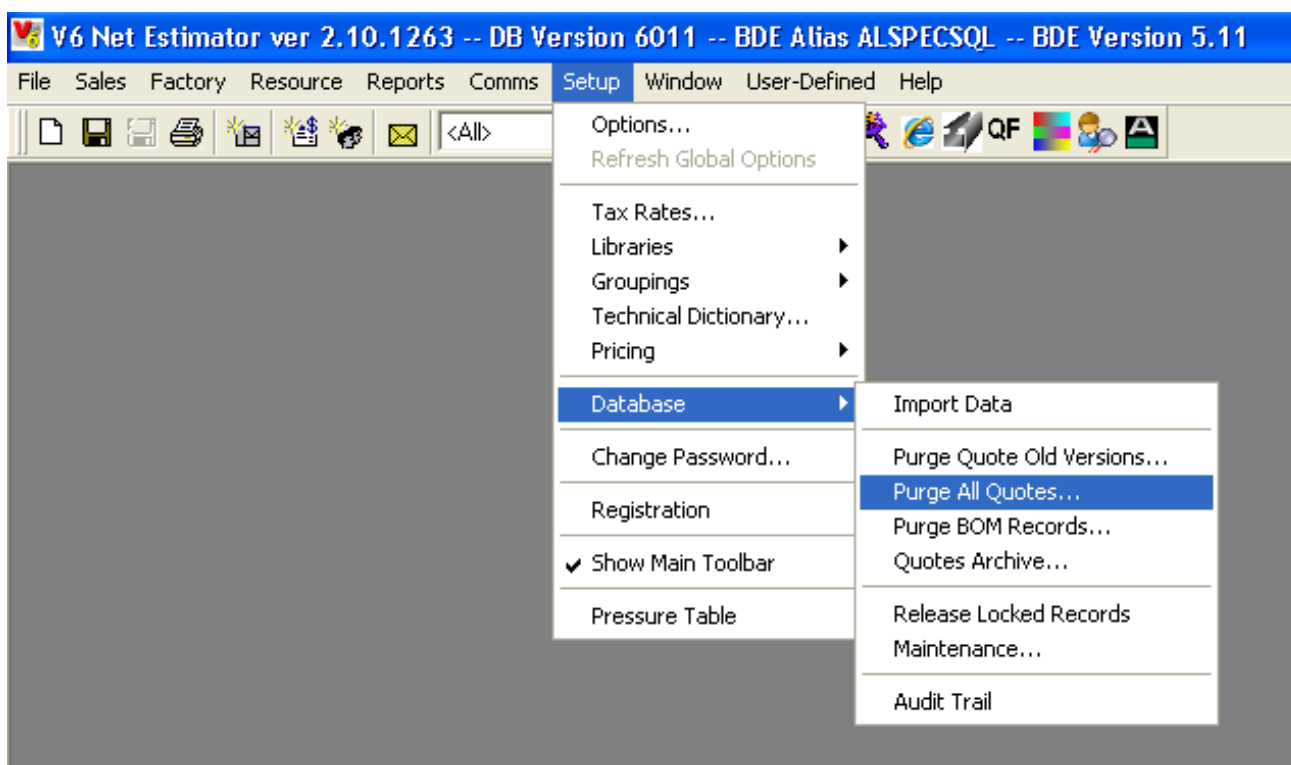 V6 Net Estimator ver 2.10.1263 -- DB Version 6011 -- BDE Alias ALSPECSQL -- BDE Version 5.11
File Sales Factory Resource Reports Comms Setup Window User-Defined Help
<All> QF A
Options...
Refresh Global Options
Tax Rates...
Libraries
Groupings
Technical Dictionary...
Pricing
Database
Change Password...
Registration
Show Main Toolbar
Pressure Table
Import Data
Purge Quote Old Versions...
Purge All Quotes...
Purge BOM Records...
Quotes Archive...
Release Locked Records
Maintenance...
Audit Trail